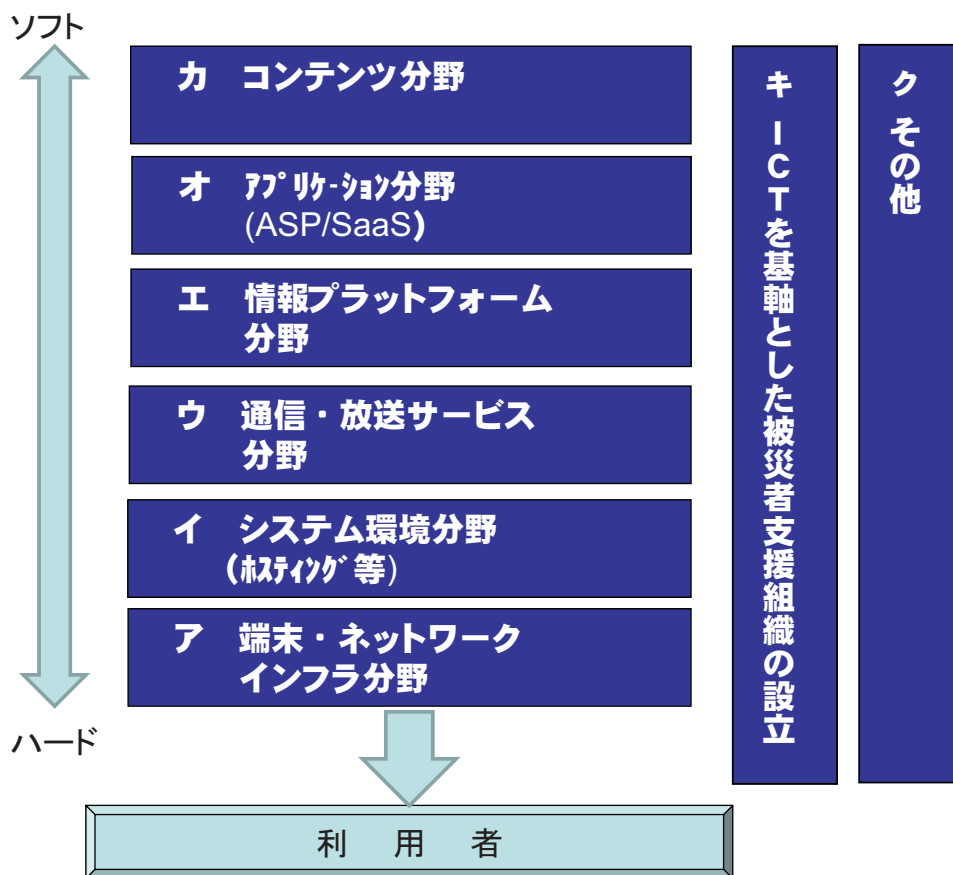 ソフト
カ コンテンツ分野
オ アプリケーション分野
(ASP/SaaS)
エ 情報プラットフォーム
分野
ウ 通信・放送サービス
分野
イ システム環境分野
(ホスティング等)
ア 端末・ネットワーク
インフラ分野
ハード
利用者
キ ICTを基軸とした被災者支援組織の設立
ク その他